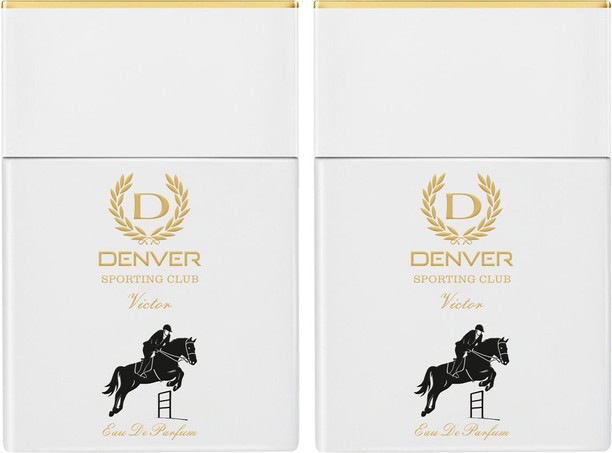 D
DENVER
SPORTING CLUB
Victor
Eau De Parfum
D
DENVER
SPORTING CLUB
Victor
Eau De Parfum